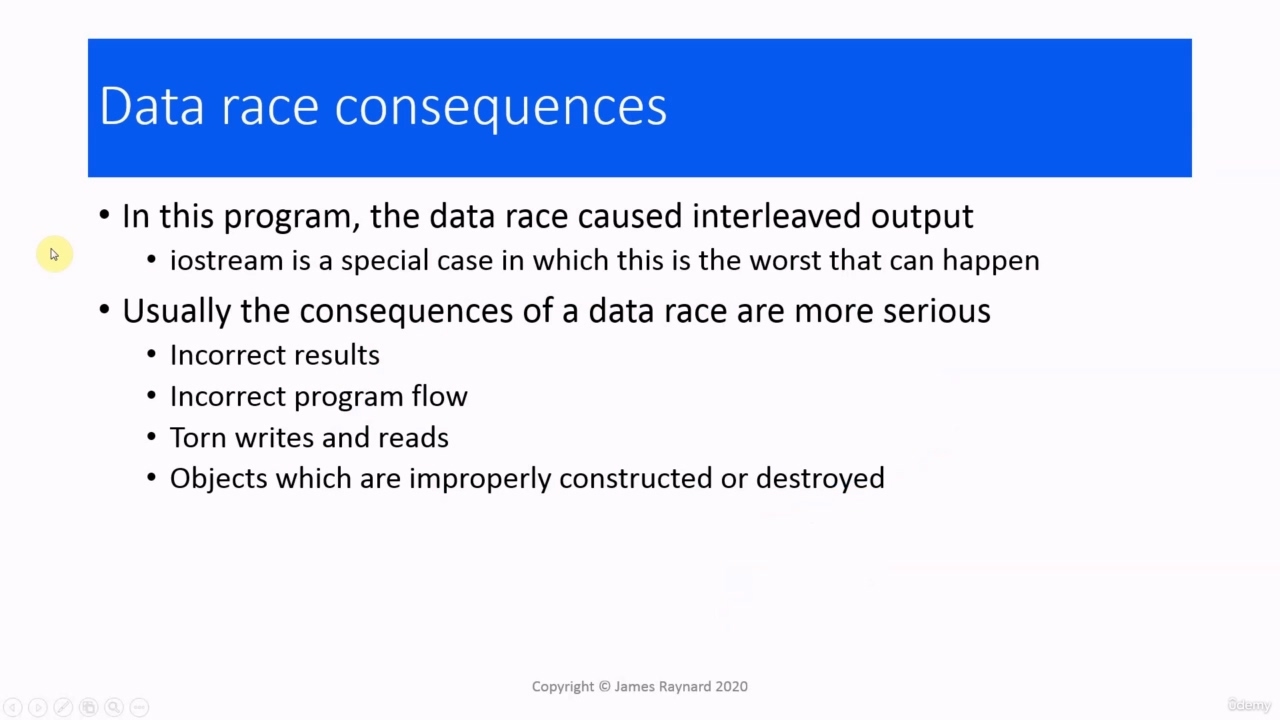 Data race consequences
• In this program, the data race caused interleaved output
• iostream is a special case in which this is the worst that can happen
• Usually the consequences of a data race are more serious
• Incorrect results
• Incorrect program flow
• Torn writes and reads
• Objects which are improperly constructed or destroyed
Copyright © James Raynard 2020
ûdemy